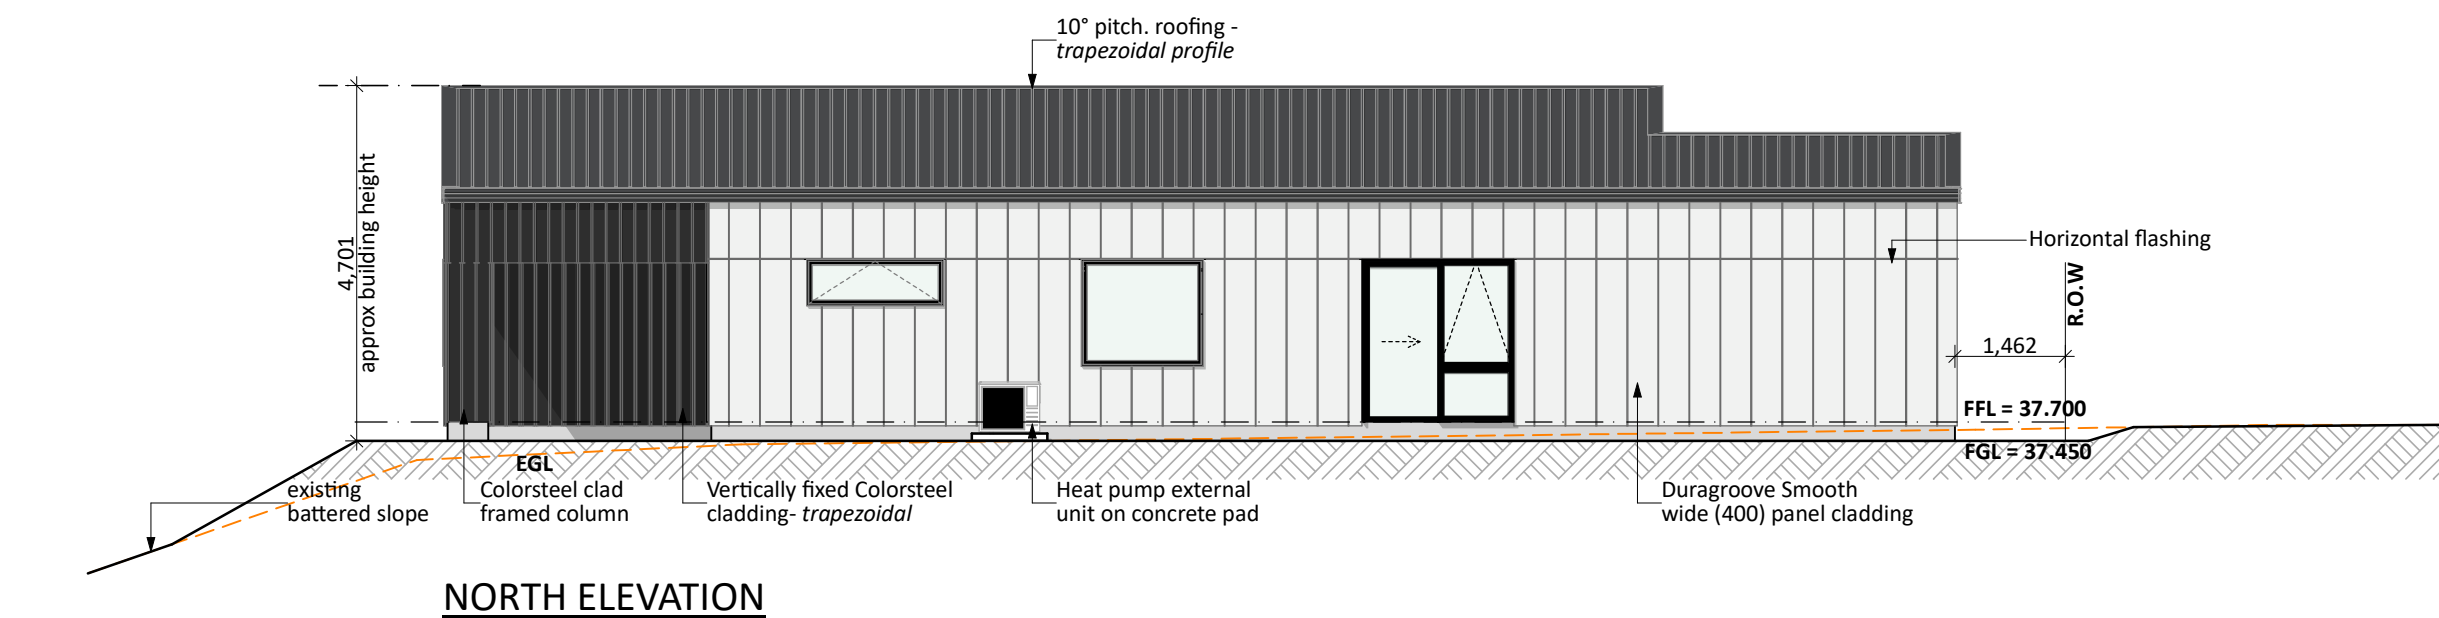 10° pitch. roofing -
trapezoidal profile
4,701
approx building height
Horizontal flashing
R.O.W
1,462
FFL = 37.700
FGL = 37.450
EGL
existing
battered slope
Colorsteel clad
framed column
Vertically fixed Colorsteel
cladding- trapezoidal
Heat pump external
unit on concrete pad
Duragroove Smooth
wide (400) panel cladding
NORTH ELEVATION